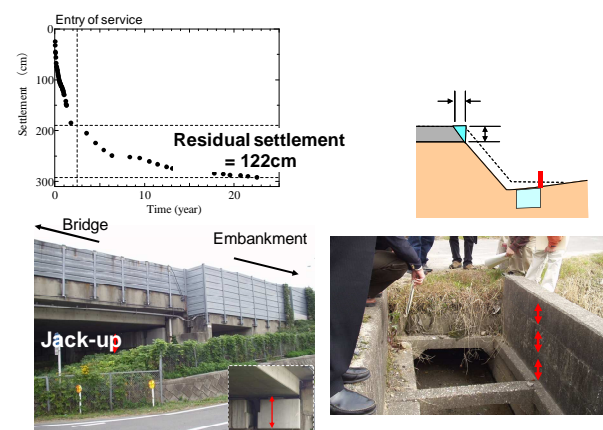 Entry of service
0
100
200
300
Settlement (cm)
Residual settlement
= 122cm
0
10
20
Time (year)
Bridge
Embankment
Jack-up